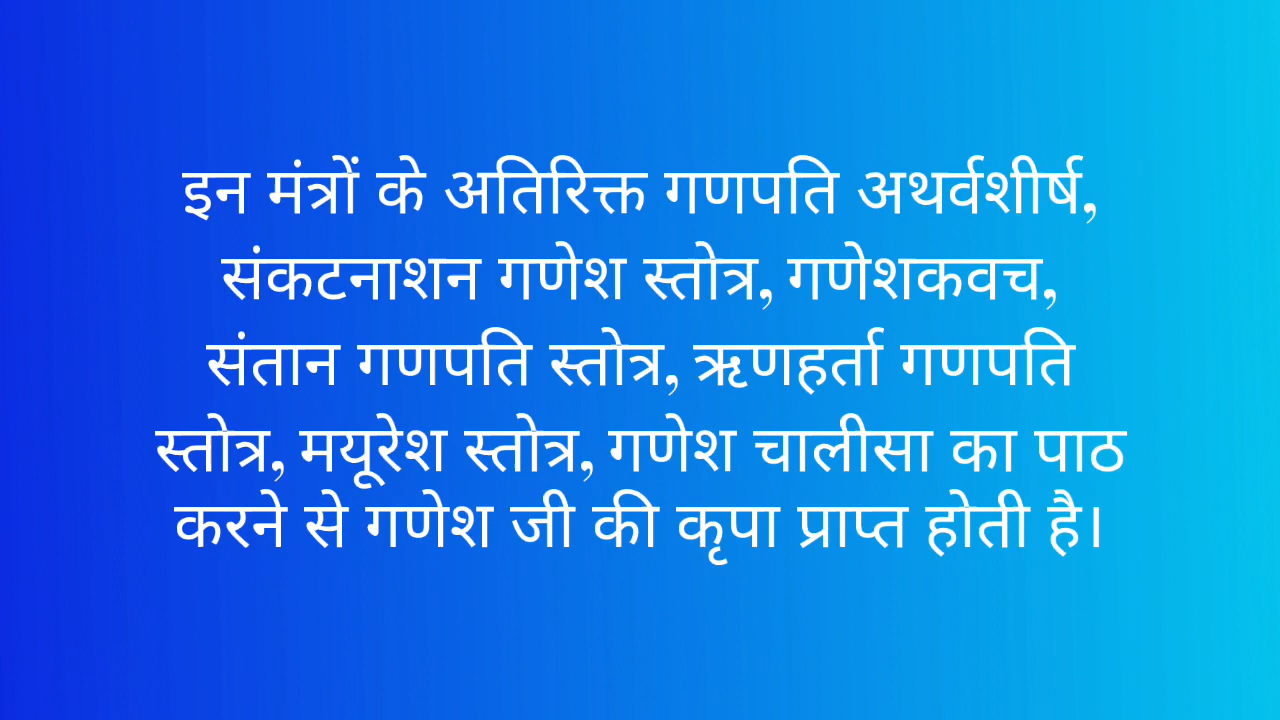 इन मंत्रों के अतिरिक्त गणपति अथर्वशीर्ष,
संकटनाशन गणेश स्तोत्र, गणेशकवच,
संतान गणपति स्तोत्र, ऋणहर्ता गणपति
स्तोत्र, मयूरेश स्तोत्र, गणेश चालीसा का पाठ
करने से गणेश जी की कृपा प्राप्त होती है।